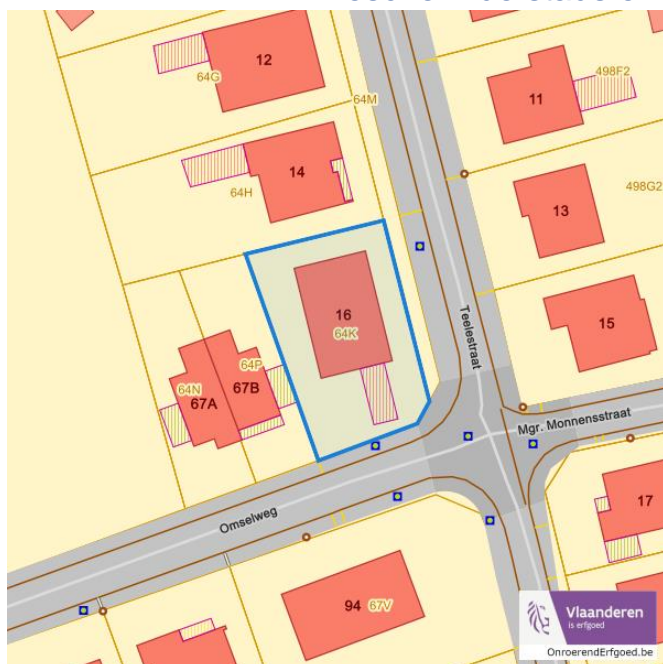 12
64G
64M
11
498F2
14
64H
13
498G2
16
64K
15
Teelestraat
64P
64N
67B
67A
Mgr. Monnensstraat
Omselweg
17
94
67V
Vlaanderen
is erfgoed
OnroerendErfgoed.be